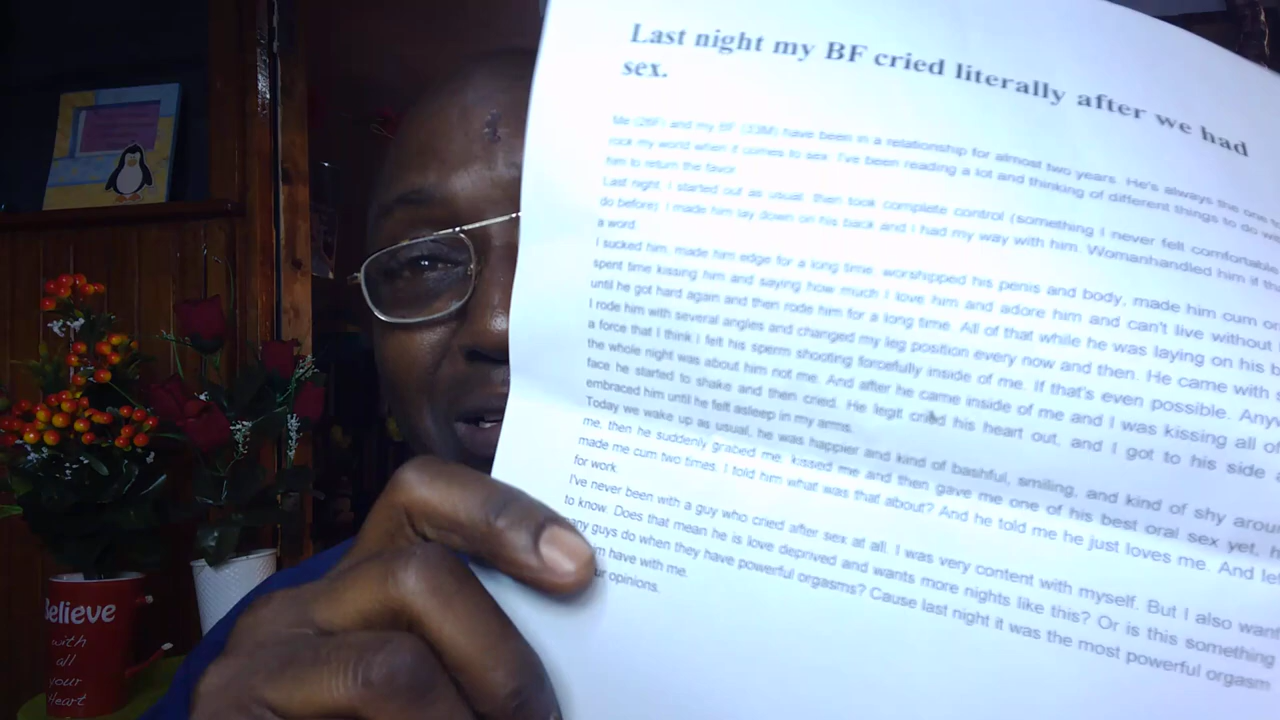 Last night my BF cried literally after we had
sex.
Me (26F) and my BF (33M) have been in a relationship for almost two years. He's always the one
rock my world when it comes to sex. I've been reading a lot and thinking of different things to do
him to return the favor.
Last night, I started out as usual, then took complete control (something I never felt comfortable
do before). I made him lay down on his back and I had my way with him. Womanhandled him if
a word.
I sucked him, made him edge for a long time, worshipped his penis and body, made him cum
spent time kissing him and saying how much I love him and adore him and can't live without
until he got hard again and then rode him for a long time. All of that while he was laying on his
I rode him with several angles and changed my leg position every now and then. He came with
a force that I think I felt his sperm shooting forcefully inside of me. If that's even possible.
the whole night was about him not me. And after he came inside of me and I was kissing all
face he started to shake and then cried. He legit cried his heart out, and I got to his side
embraced him until he felt asleep in my arms.
Today we wake up as usual, he was happier and kind of bashful, smiling, and kind of shy
me, then he suddenly grabed me, kissed me and then gave me one of his best oral sex yet,
made me cum two times. I told him what was that about? And he told me he just loves me. And
for work.
I've never been with a guy who cried after sex at all. I was very content with myself. But I also
to know. Does that mean he is love deprived and wants more nights like this? Or is this something
guys do when they have powerful orgasms? Cause last night it was the most powerful orgasm
have with me.
opinions.
Believe
with
all
your
Heart